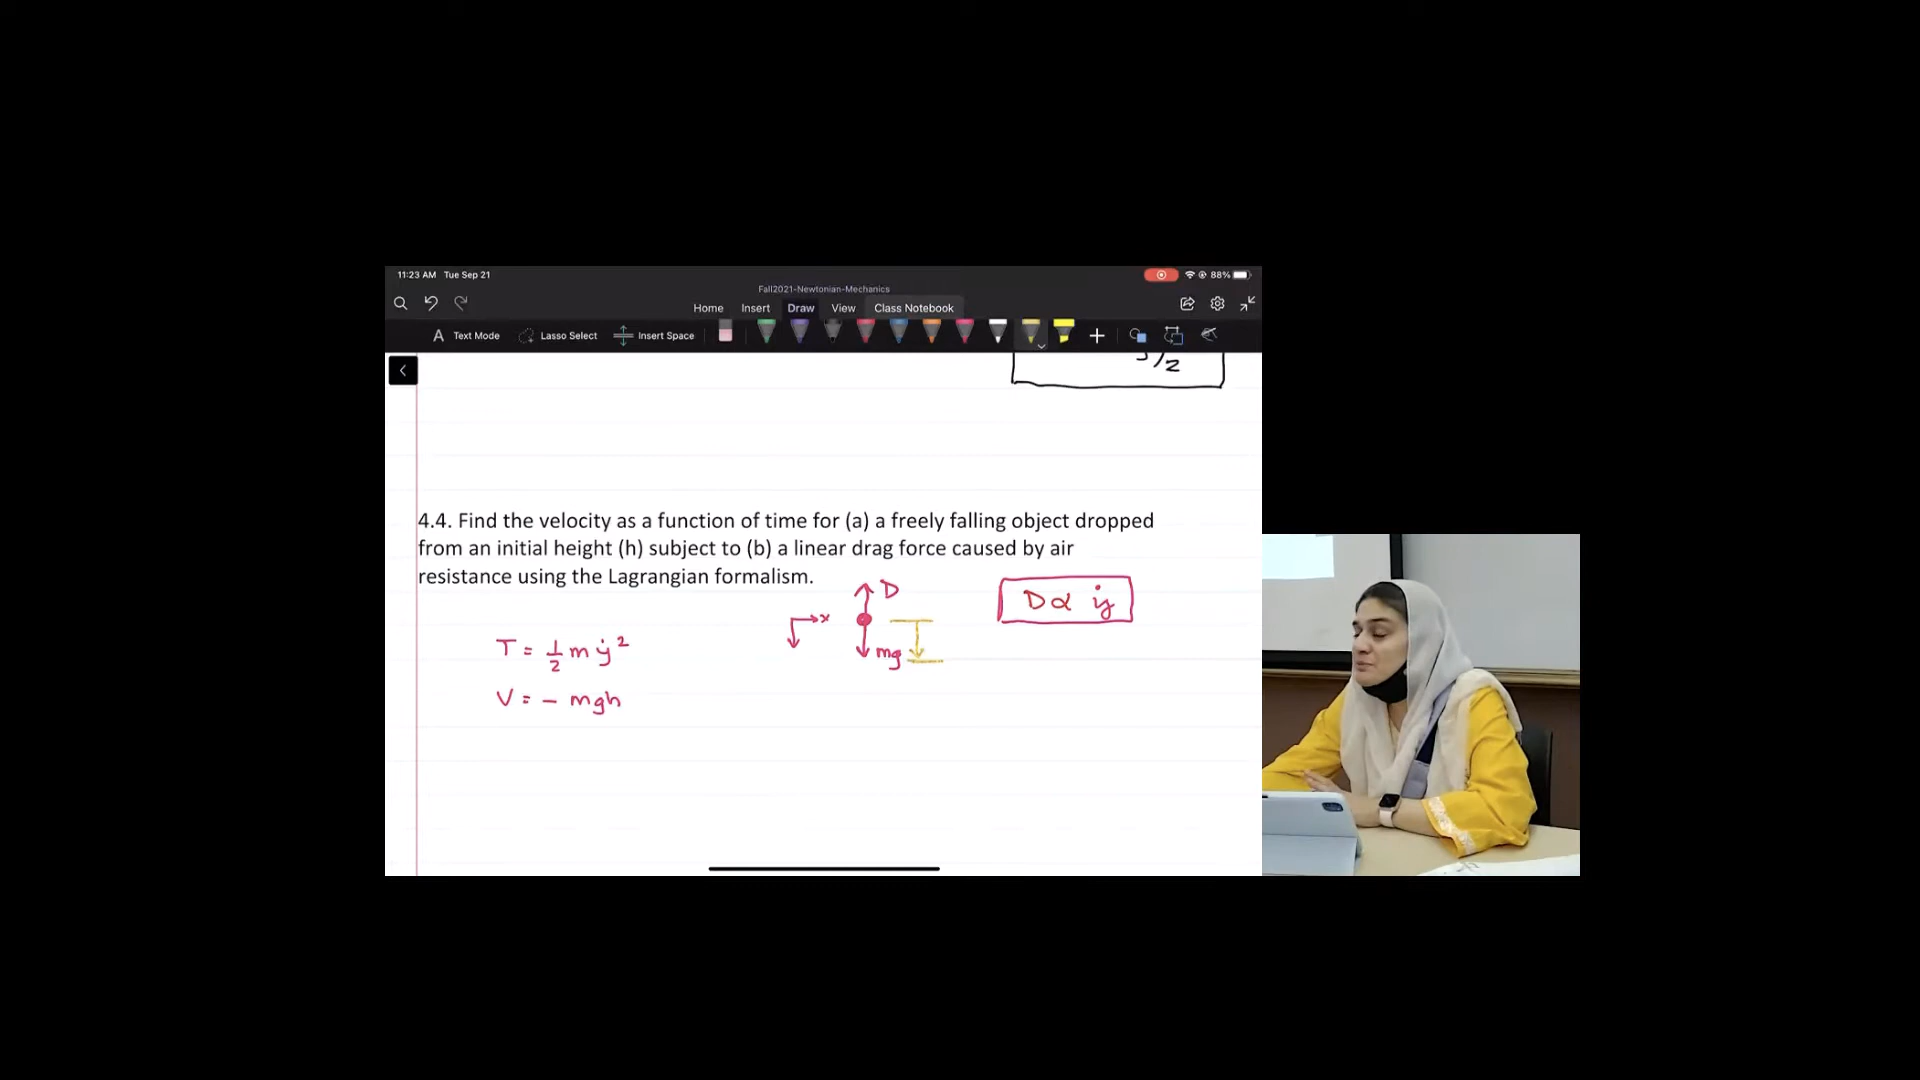 11:23 AM Tue Sep 21
88%
Fall2021-Newtonian-Mechanics
Home Insert Draw View Class Notebook
A Text Mode Lasso Select Insert Space
/2
4.4. Find the velocity as a function of time for (a) a freely falling object dropped
from an initial height (h) subject to (b) a linear drag force caused by air
resistance using the Lagrangian formalism.
D
D ∝ ẏ
x
mg
T = 1/2 m ẏ²
V = - mgh